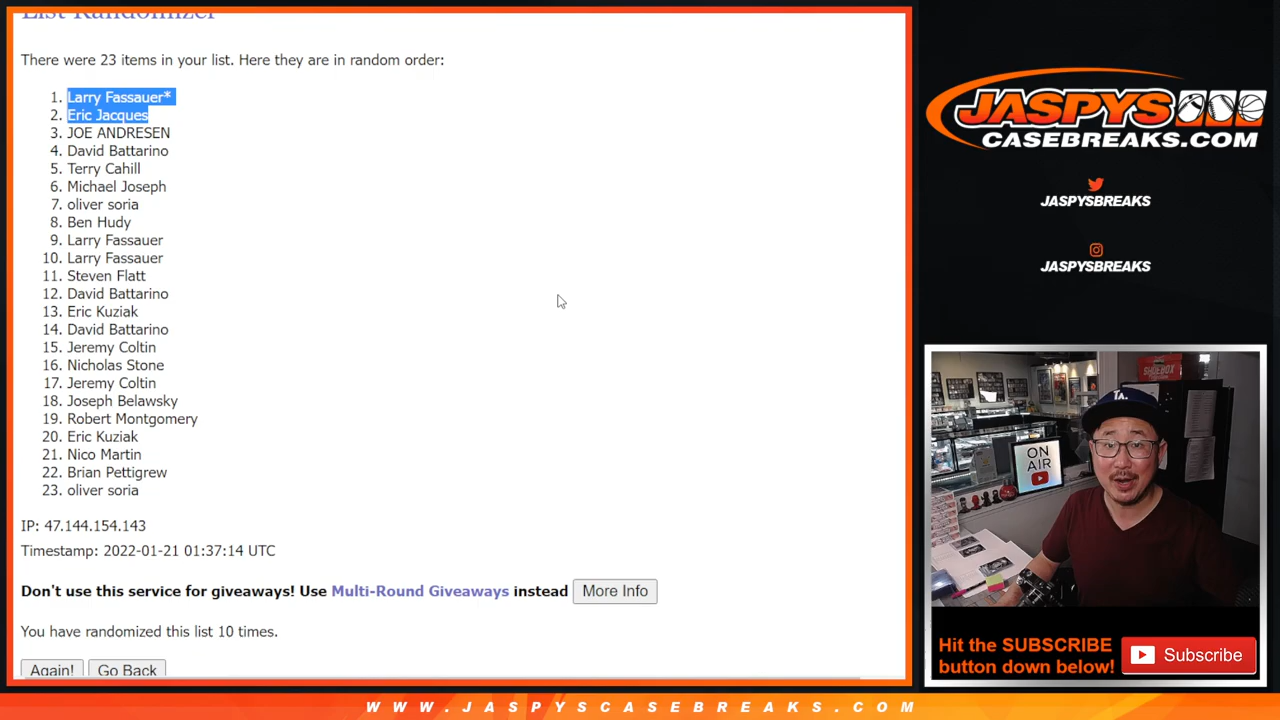 List Randomizer
There were 23 items in your list. Here they are in random order:
1. Larry Fassauer*
2. Eric Jacques
3. JOE ANDRESEN
4. David Battarino
5. Terry Cahill
6. Michael Joseph
7. oliver soria
8. Ben Hudy
9. Larry Fassauer
10. Larry Fassauer
11. Steven Flatt
12. David Battarino
13. Eric Kuziak
14. David Battarino
15. Jeremy Coltin
16. Nicholas Stone
17. Jeremy Coltin
18. Joseph Belawsky
19. Robert Montgomery
20. Eric Kuziak
21. Nico Martin
22. Brian Pettigrew
23. oliver soria
IP: 47.144.154.143
Timestamp: 2022-01-21 01:37:14 UTC
Don't use this service for giveaways! Use Multi-Round Giveaways instead More Info
You have randomized this list 10 times.
Again! Go Back
JASPYS
CASEBREAKS.COM
JASPYSBREAKS
JASPYSBREAKS
SHOEBOX
T.A.
ON
AIR
Hit the SUBSCRIBE
button down below!
Subscribe
WWW.JASPYSCASEBREAKS.COM